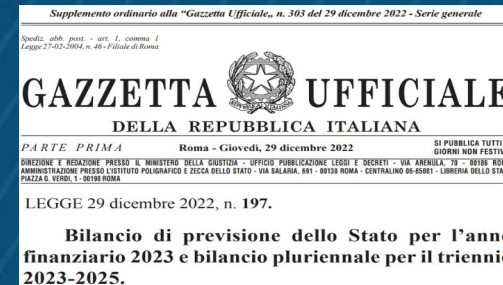 Supplemento ordinario alla “Gazzetta Ufficiale„ n. 303 del 29 dicembre 2022 - Serie generale
Spediz. abb. post. - art. 1, comma 1
Legge 27-02-2004, n. 46 - Filiale di Roma
GAZZETTA UFFICIALE
DELLA REPUBBLICA ITALIANA
PARTE PRIMA Roma - Giovedì, 29 dicembre 2022 SI PUBBLICA TUTTI
GIORNI NON FESTIV
DIREZIONE E REDAZIONE PRESSO IL MINISTERO DELLA GIUSTIZIA - UFFICIO PUBBLICAZIONE LEGGI E DECRETI - VIA ARENULA, 70 - 00186 ROM
AMMINISTRAZIONE PRESSO L'ISTITUTO POLIGRAFICO E ZECCA DELLO STATO - VIA SALARIA, 691 - 00138 ROMA - CENTRALINO 06-85081 - LIBRERIA DELLO STA
PIAZZA G. VERDI, 1 - 00198 ROMA
LEGGE 29 dicembre 2022, n. 197.
Bilancio di previsione dello Stato per l’ann
finanziario 2023 e bilancio pluriennale per il trienni
2023-2025.